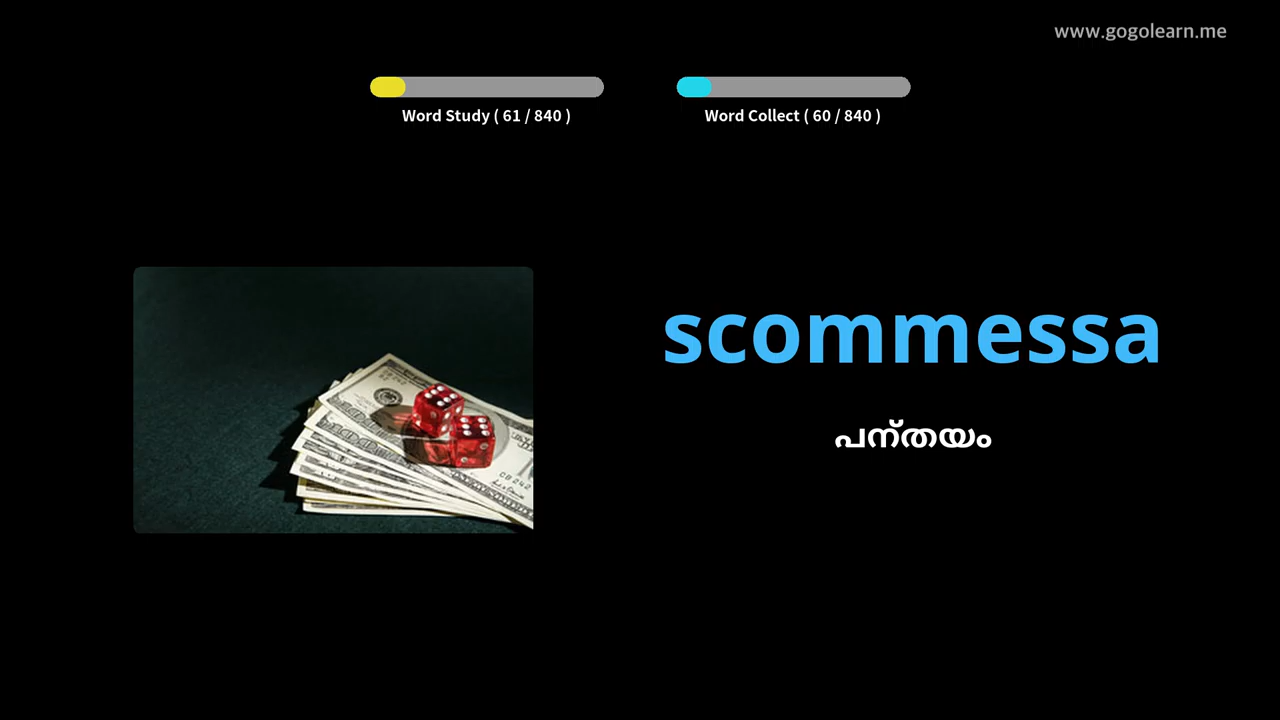 www.gogolearn.me
Word Study ( 61 / 840 )
Word Collect ( 60 / 840 )
scommessa
പന്തയം